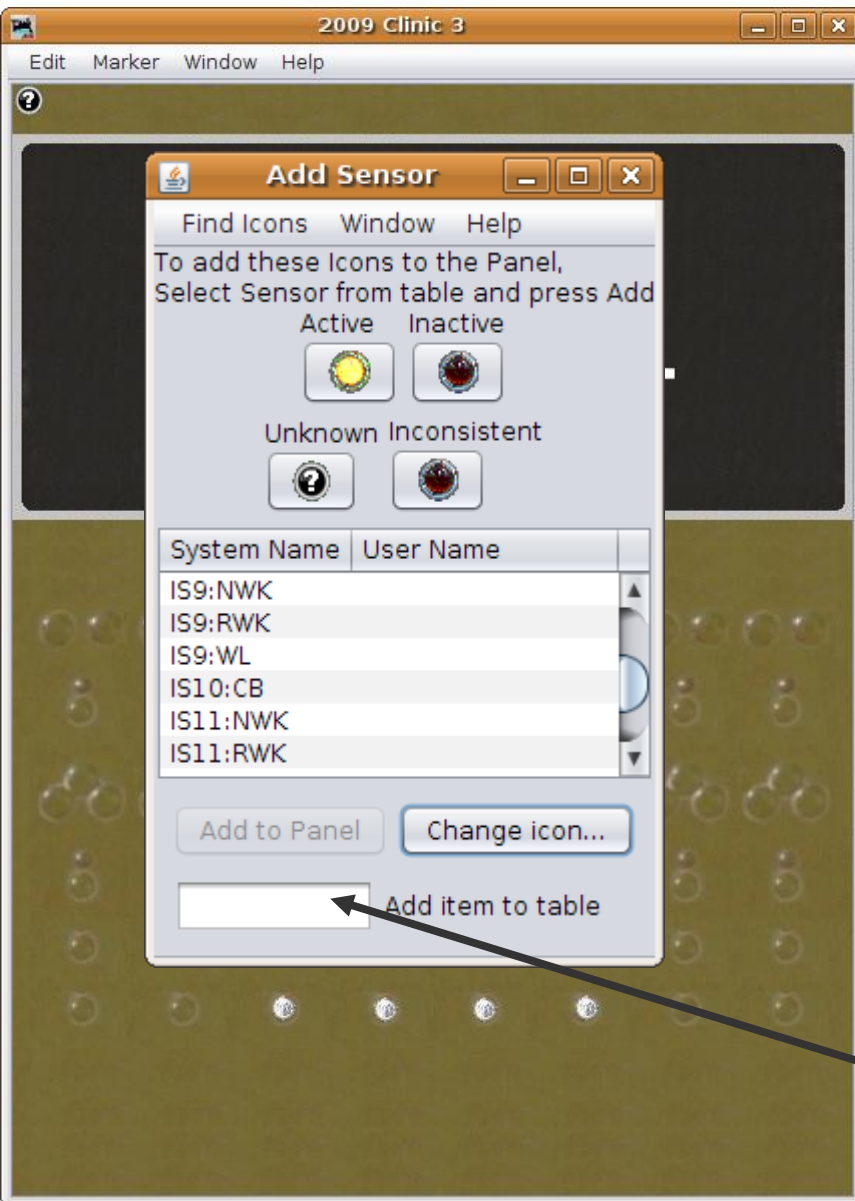 2009 Clinic 3
Edit Marker Window Help
?
Add Sensor
Find Icons Window Help
To add these Icons to the Panel,
Select Sensor from table and press Add
Active Inactive
Unknown Inconsistent
?
System Name User Name
IS9:NWK
IS9:RWK
IS9:WL
IS10:CB
IS11:NWK
IS11:RWK
Add to Panel Change icon...
Add item to table